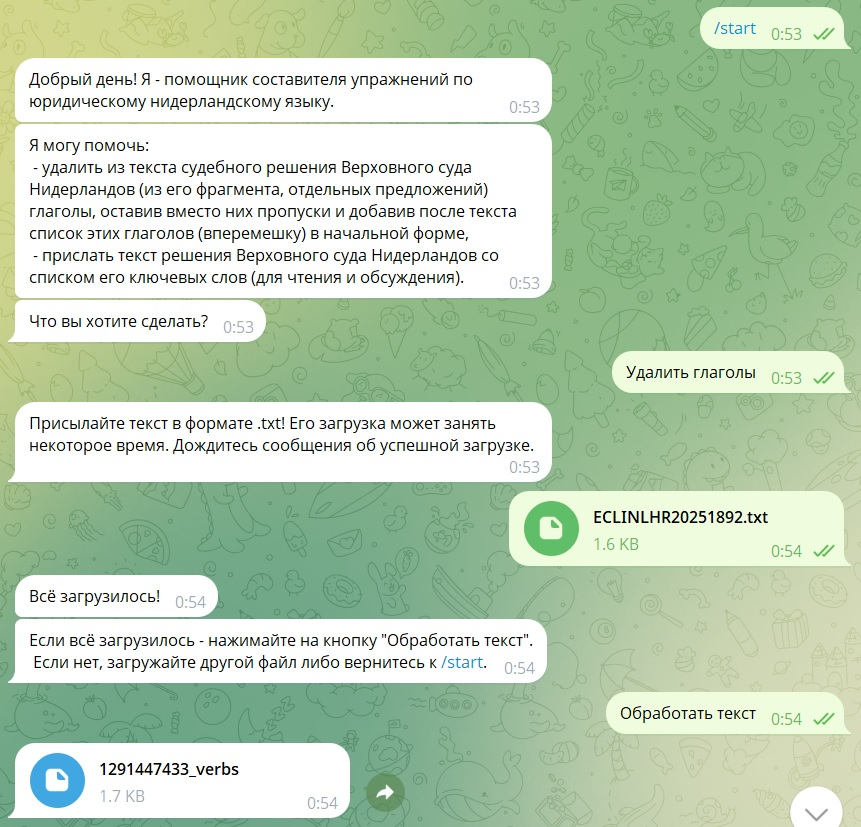 /start 0:53
Добрый день! Я - помощник составителя упражнений по
юридическому нидерландскому языку. 0:53
Я могу помочь:
- удалить из текста судебного решения Верховного суда
Нидерландов (из его фрагмента, отдельных предложений)
глаголы, оставив вместо них пропуски и добавив после текста
список этих глаголов (вперемешку) в начальной форме,
- прислать текст решения Верховного суда Нидерландов со
списком его ключевых слов (для чтения и обсуждения). 0:53
Что вы хотите сделать? 0:53
Удалить глаголы 0:53
Присылайте текст в формате .txt! Его загрузка может занять
некоторое время. Дождитесь сообщения об успешной загрузке.
0:53
ECLINLHR20251892.txt
1.6 KB 0:54
Всё загрузилось! 0:54
Если всё загрузилось - нажимайте на кнопку "Обработать текст".
Если нет, загружайте другой файл либо вернитесь к /start. 0:54
Обработать текст 0:54
1291447433_verbs
1.7 KB 0:54